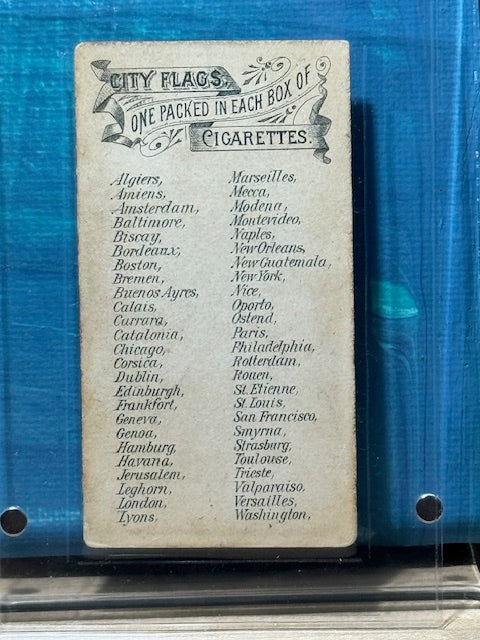 CITY FLAGS,
ONE PACKED IN EACH BOX OF
CIGARETTES.
Algiers,
Amiens,
Amsterdam,
Baltimore,
Biscay,
Bordeaux,
Boston,
Bremen,
Buenos Ayres,
Calais,
Carrara,
Catalonia,
Chicago,
Corsica,
Dublin,
Edinburgh,
Frankfort,
Geneva,
Genoa,
Hamburg,
Havana,
Jerusalem,
Leghorn,
London,
Lyons,
Marseilles,
Mecca,
Modena,
Montevideo,
Naples,
New Orleans,
New Guatemala,
New York,
Nice,
Oporto,
Ostend,
Paris,
Philadelphia,
Rotterdam,
Rouen,
St. Etienne,
St. Louis,
San Francisco,
Smyrna,
Strasburg,
Toulouse,
Trieste,
Valparaiso.
Versailles,
Washington,